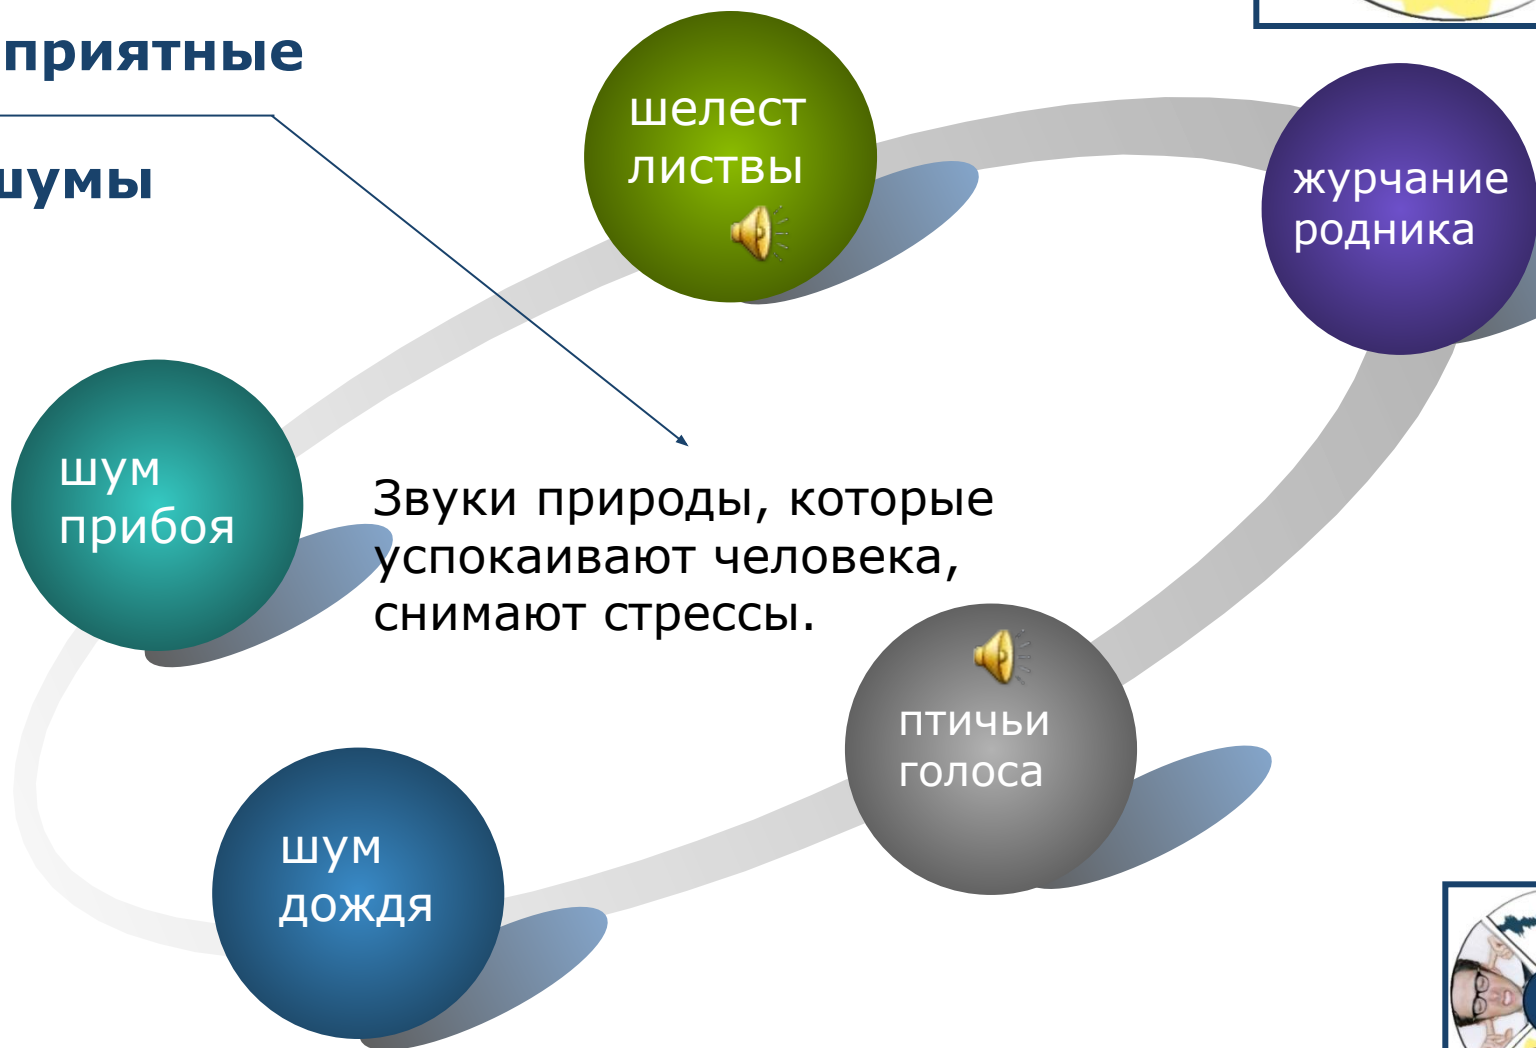 приятные
шумы
шелест
листвы
журчание
родника
шум
прибоя
Звуки природы, которые
успокаивают человека,
снимают стрессы.
птичьи
голоса
шум
дождя